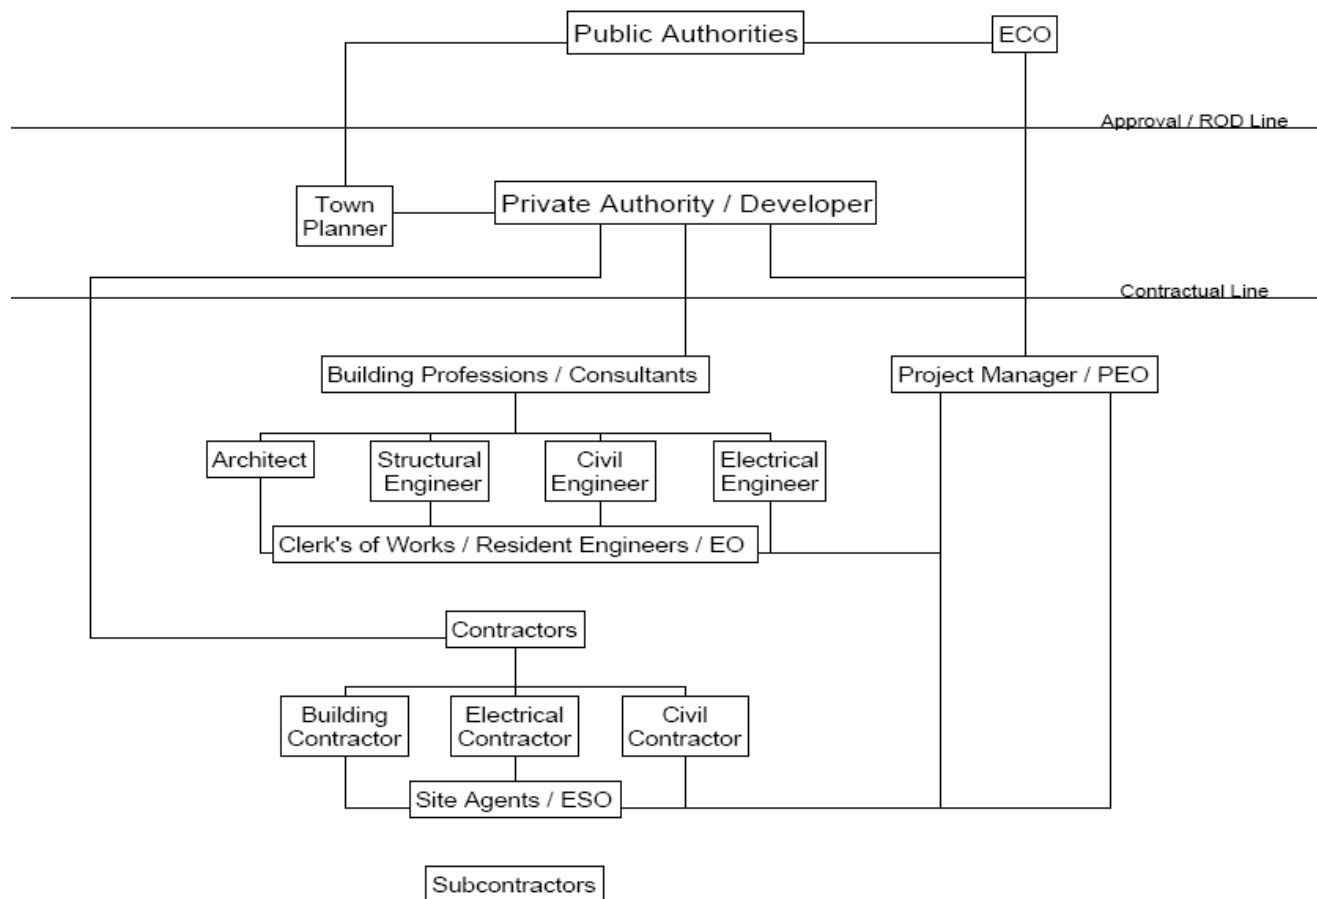 Public Authorities
ECO
Approval / ROD Line
Town
Planner
Private Authority / Developer
Contractual Line
Building Professions / Consultants
Project Manager / PEO
Architect
Structural
Engineer
Civil
Engineer
Electrical
Engineer
Clerk's of Works / Resident Engineers / EO
Contractors
Building
Contractor
Electrical
Contractor
Civil
Contractor
Site Agents / ESO
Subcontractors